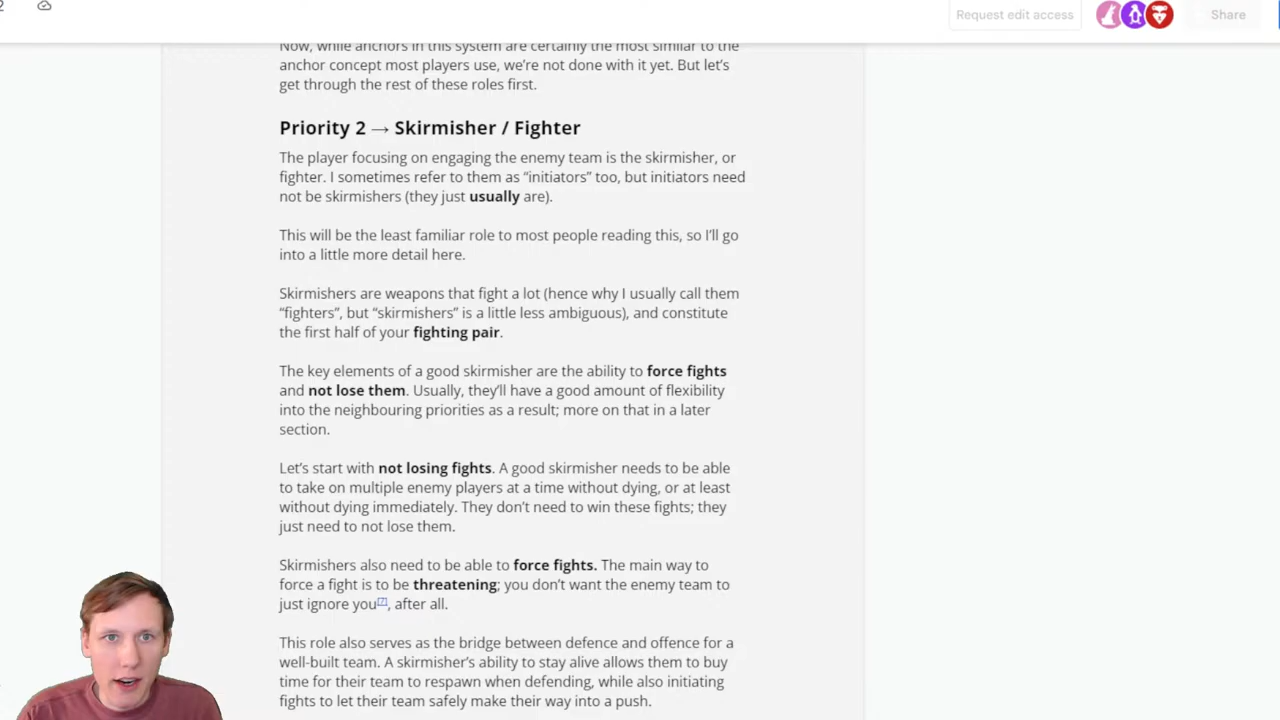 2
Request edit access
Share
Now, while anchors in this system are certainly the most similar to the
anchor concept most players use, we're not done with it yet. But let's
get through the rest of these roles first.
Priority 2 → Skirmisher / Fighter
The player focusing on engaging the enemy team is the skirmisher, or
fighter. I sometimes refer to them as “initiators” too, but initiators need
not be skirmishers (they just usually are).
This will be the least familiar role to most people reading this, so I'll go
into a little more detail here.
Skirmishers are weapons that fight a lot (hence why I usually call them
“fighters”, but “skirmishers” is a little less ambiguous), and constitute
the first half of your fighting pair.
The key elements of a good skirmisher are the ability to force fights
and not lose them. Usually, they'll have a good amount of flexibility
into the neighbouring priorities as a result; more on that in a later
section.
Let's start with not losing fights. A good skirmisher needs to be able
to take on multiple enemy players at a time without dying, or at least
without dying immediately. They don't need to win these fights; they
just need to not lose them.
Skirmishers also need to be able to force fights. The main way to
force a fight is to be threatening; you don't want the enemy team to
just ignore you[7], after all.
This role also serves as the bridge between defence and offence for a
well-built team. A skirmisher's ability to stay alive allows them to buy
time for their team to respawn when defending, while also initiating
fights to let their team safely make their way into a push.